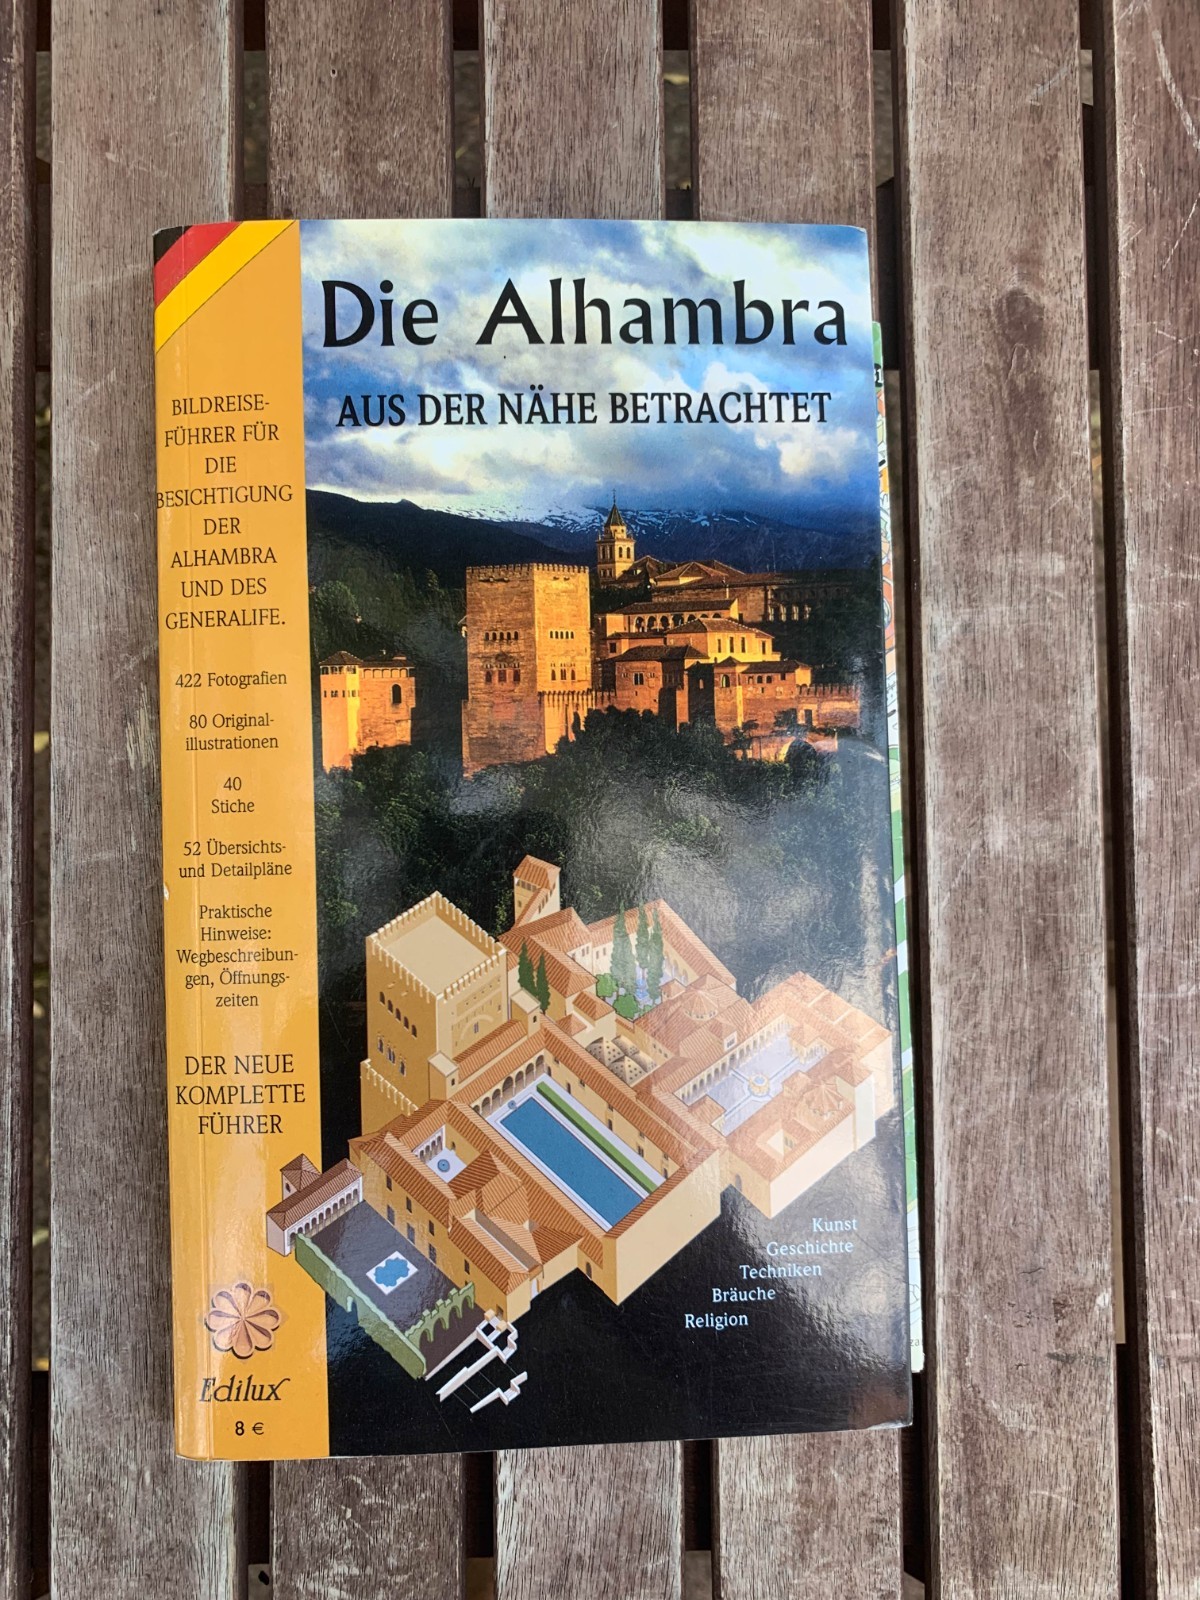 Die Alhambra
AUS DER NÄHE BETRACHTET
BILDREISE-
FÜHRER FÜR
DIE
BESICHTIGUNG
DER
ALHAMBRA
UND DES
GENERALIFE.
422 Fotografien
80 Original-
illustrationen
40
Stiche
52 Übersichts-
und Detailpläne
Praktische
Hinweise:
Wegbeschreibun-
gen, Öffnungs-
zeiten
DER NEUE
KOMPLETTE
FÜHRER
Edilux
8 €
Kunst
Geschichte
Techniken
Bräuche
Religion